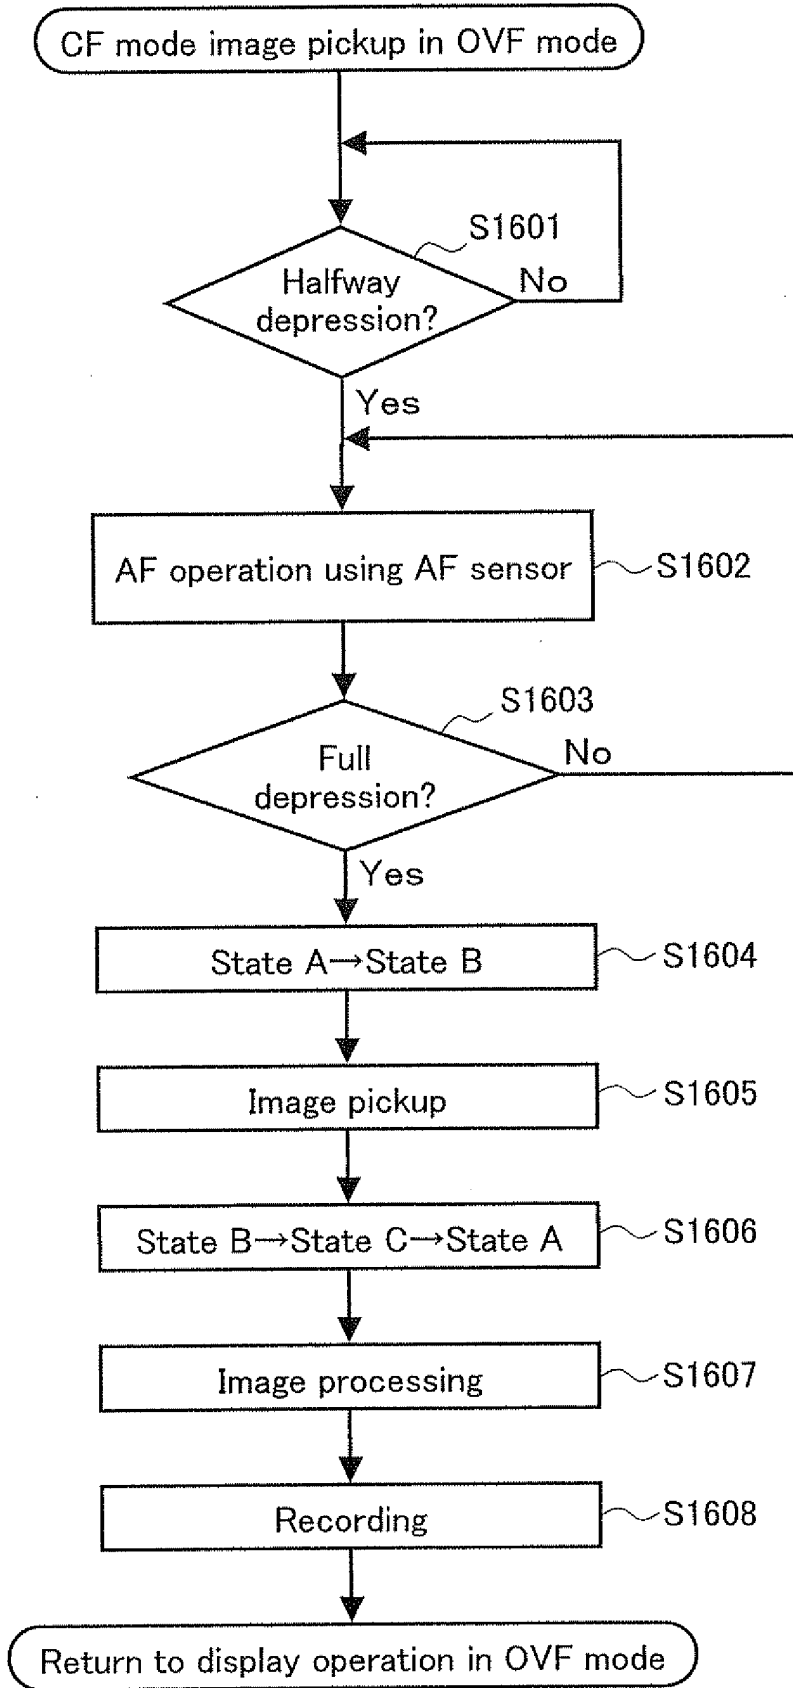 CF mode image pickup in OVF mode
S1601
Halfway
depression?
No
Yes
AF operation using AF sensor
S1602
S1603
Full
depression?
No
Yes
State A→State B
S1604
Image pickup
S1605
State B→State C→State A
S1606
Image processing
S1607
Recording
S1608
Return to display operation in OVF mode